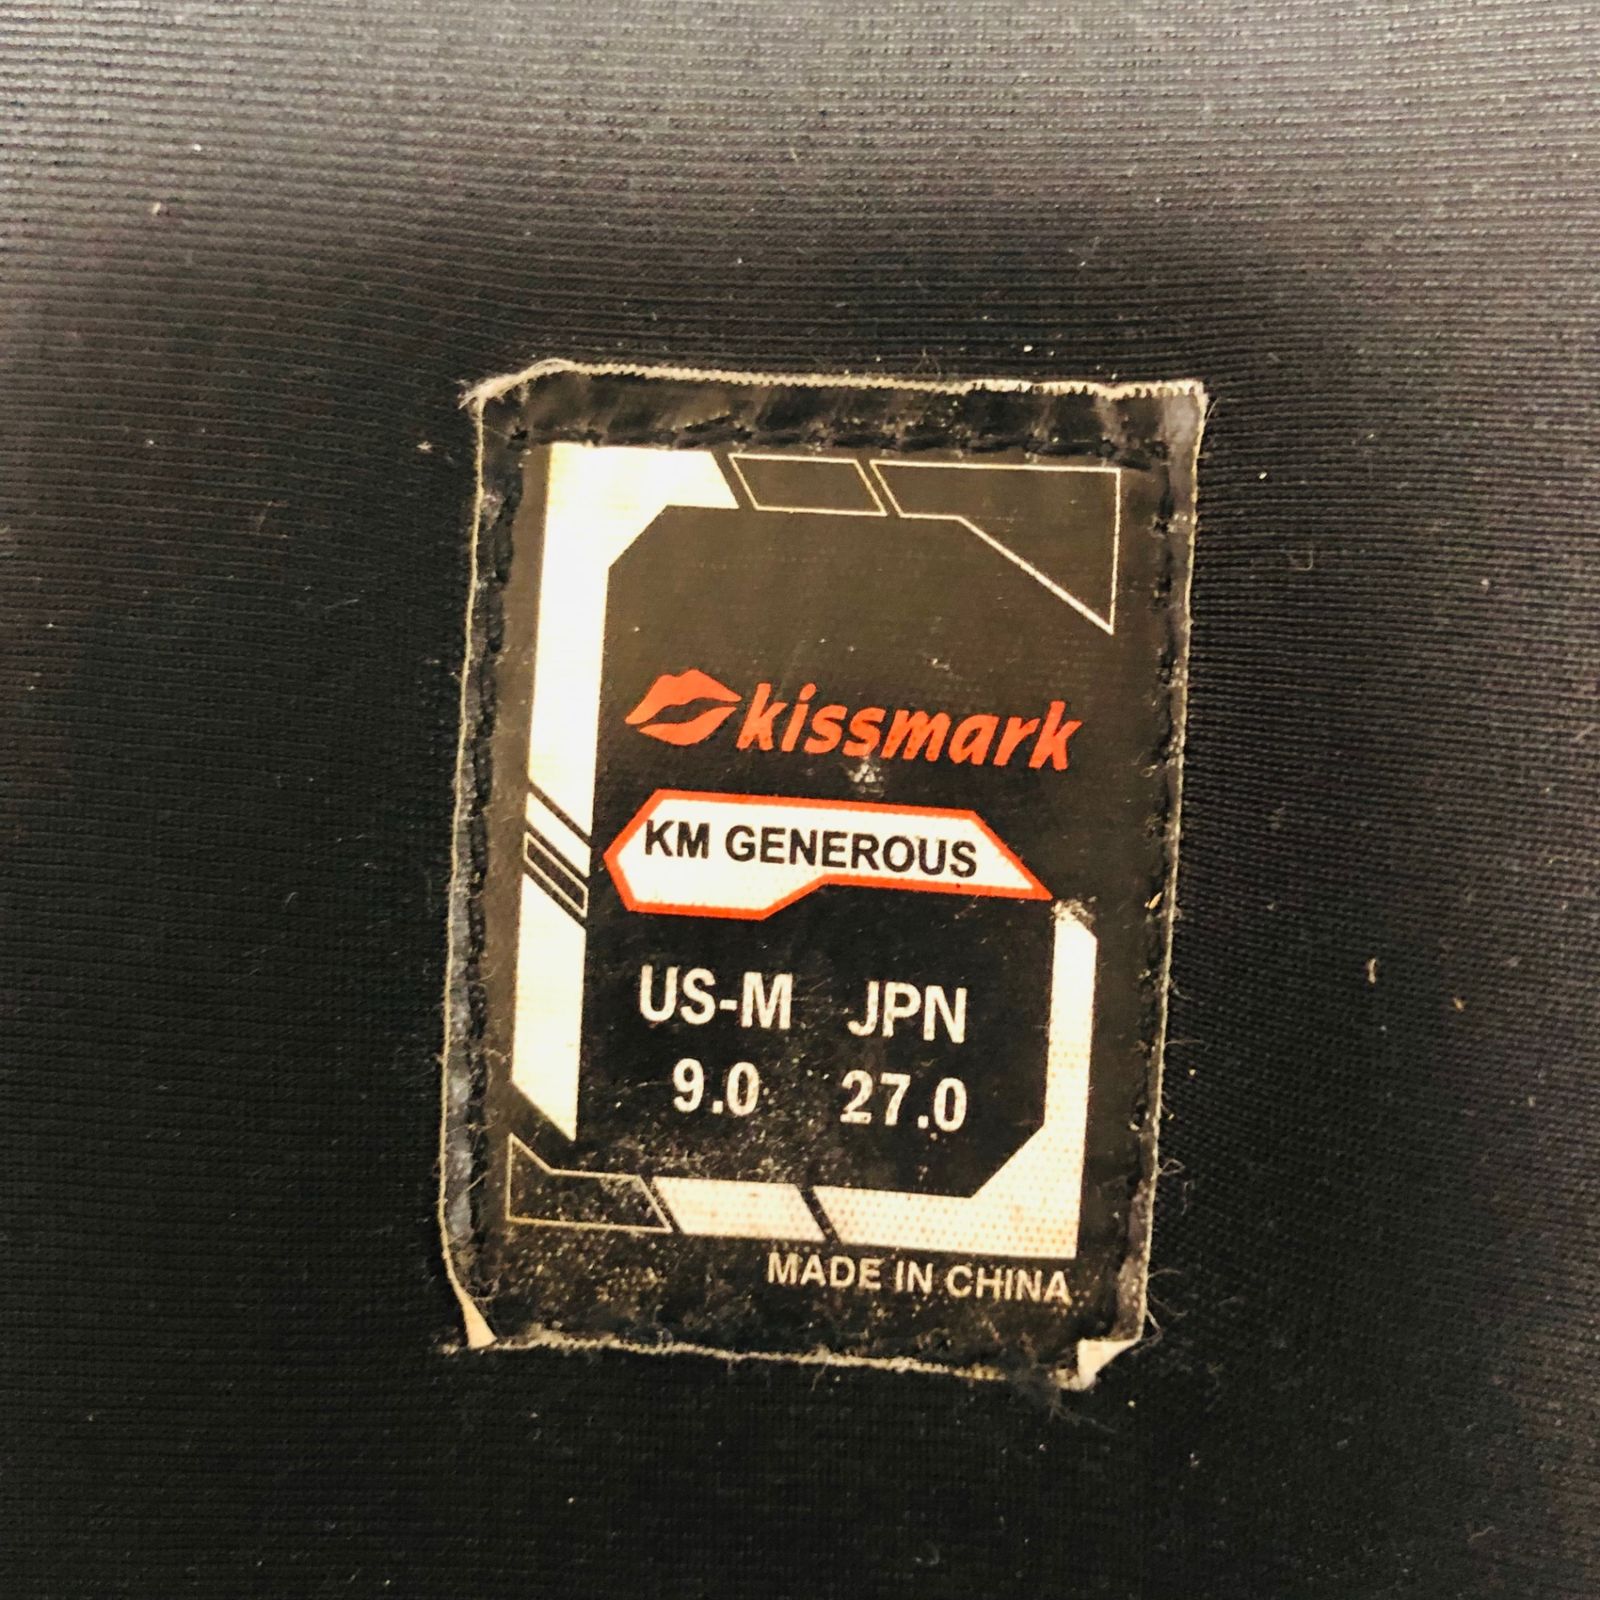 kissmark
KM GENEROUS
US-M JPN
9.0 27.0
MADE IN CHINA